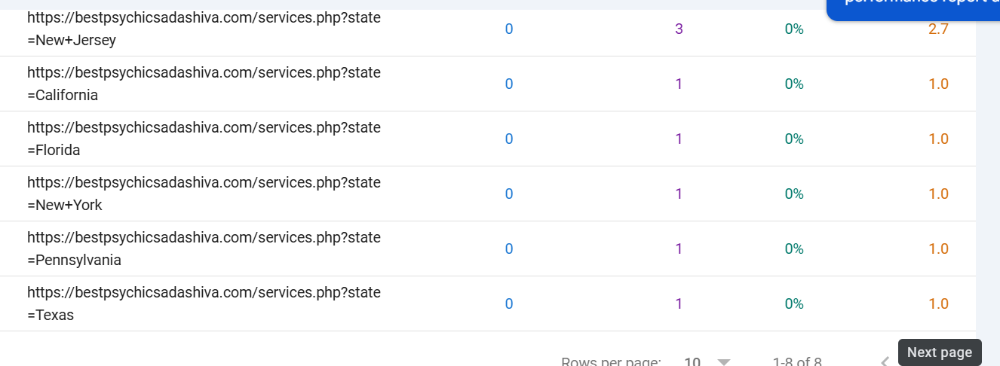 performance report
https://bestpsychicsadashiva.com/services.php?state
=New+Jersey
0 3 0% 2.7
https://bestpsychicsadashiva.com/services.php?state
=California
0 1 0% 1.0
https://bestpsychicsadashiva.com/services.php?state
=Florida
0 1 0% 1.0
https://bestpsychicsadashiva.com/services.php?state
=New+York
0 1 0% 1.0
https://bestpsychicsadashiva.com/services.php?state
=Pennsylvania
0 1 0% 1.0
https://bestpsychicsadashiva.com/services.php?state
=Texas
0 1 0% 1.0
Next page
Rows per page: 10 1-8 of 8